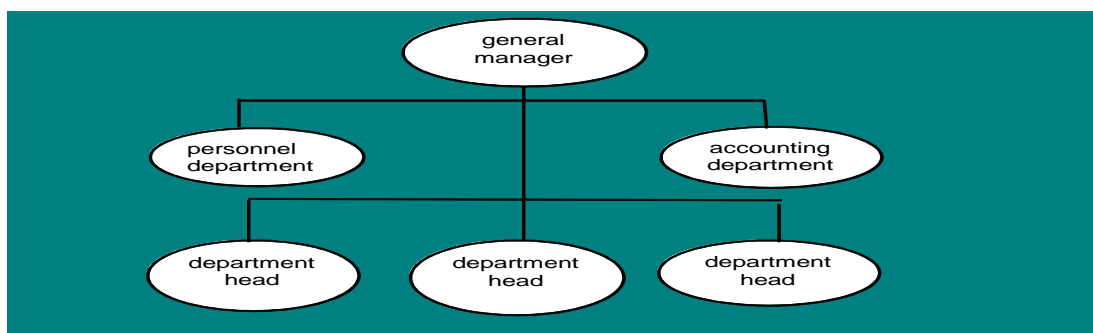 general
manager
personnel
department
accounting
department
department
head
department
head
department
head